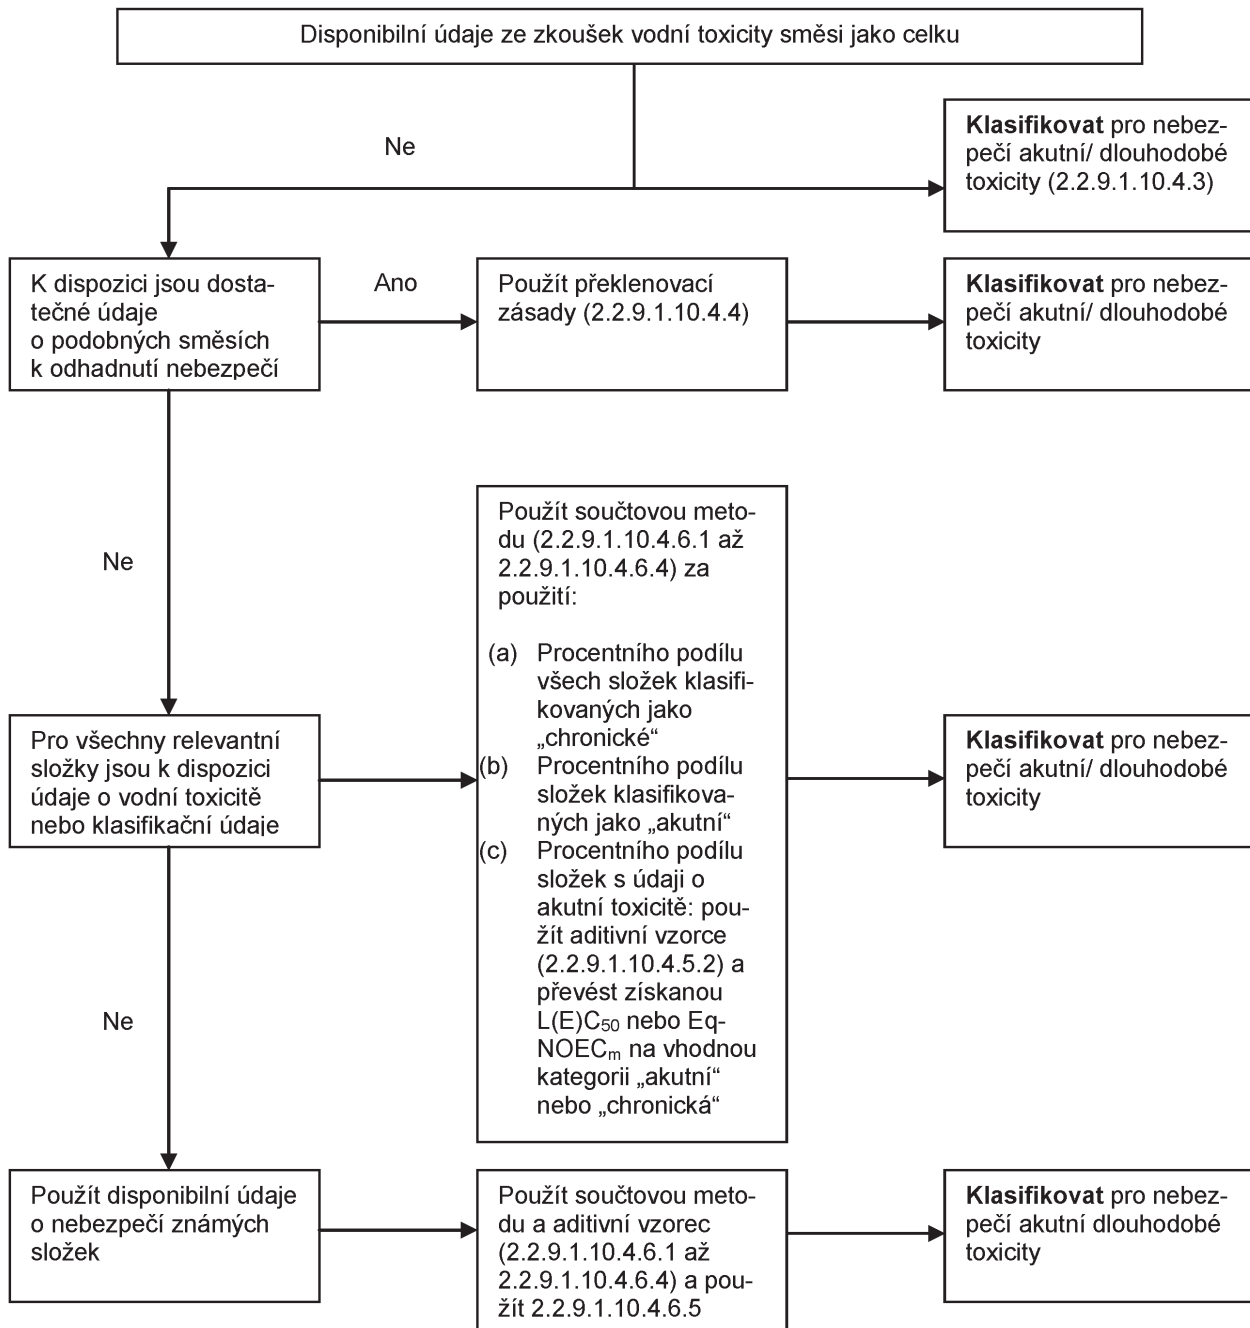 Disponibilní údaje ze zkoušek vodní toxicity směsi jako celku
Ne
Klasifikovat pro nebez-
pečí akutní/ dlouhodobé
toxicity (2.2.9.1.10.4.3)
K dispozici jsou dosta-
tečné údaje
o podobných směsích
k odhadnutí nebezpečí
Ano
Použít překlenovací
zásady (2.2.9.1.10.4.4)
Klasifikovat pro nebez-
pečí akutní/ dlouhodobé
toxicity
Ne
Pro všechny relevantní
složky jsou k dispozici
údaje o vodní toxicitě
nebo klasifikační údaje
Použít součtovou meto-
du (2.2.9.1.10.4.6.1 až
2.2.9.1.10.4.6.4) za
použití:
(a) Procentního podílu
všech složek klasifi-
kovaných jako
„chronické“
(b) Procentního podílu
složek klasifikova-
ných jako „akutní“
(c) Procentního podílu
složek s údaji o
akutní toxicitě: pou-
žít aditivní vzorce
(2.2.9.1.10.4.5.2) a
převést získanou
L(E)C50 nebo Eq-
NOECm na vhodnou
kategorii „akutní“
nebo „chronická“
Klasifikovat pro nebez-
pečí akutní/ dlouhodobé
toxicity
Ne
Použít disponibilní údaje
o nebezpečí známých
složek
Použít součtovou meto-
du a aditivní vzorec
(2.2.9.1.10.4.6.1 až
2.2.9.1.10.4.6.4) a pou-
žít 2.2.9.1.10.4.6.5
Klasifikovat pro nebez-
pečí akutní dlouhodobé
toxicity